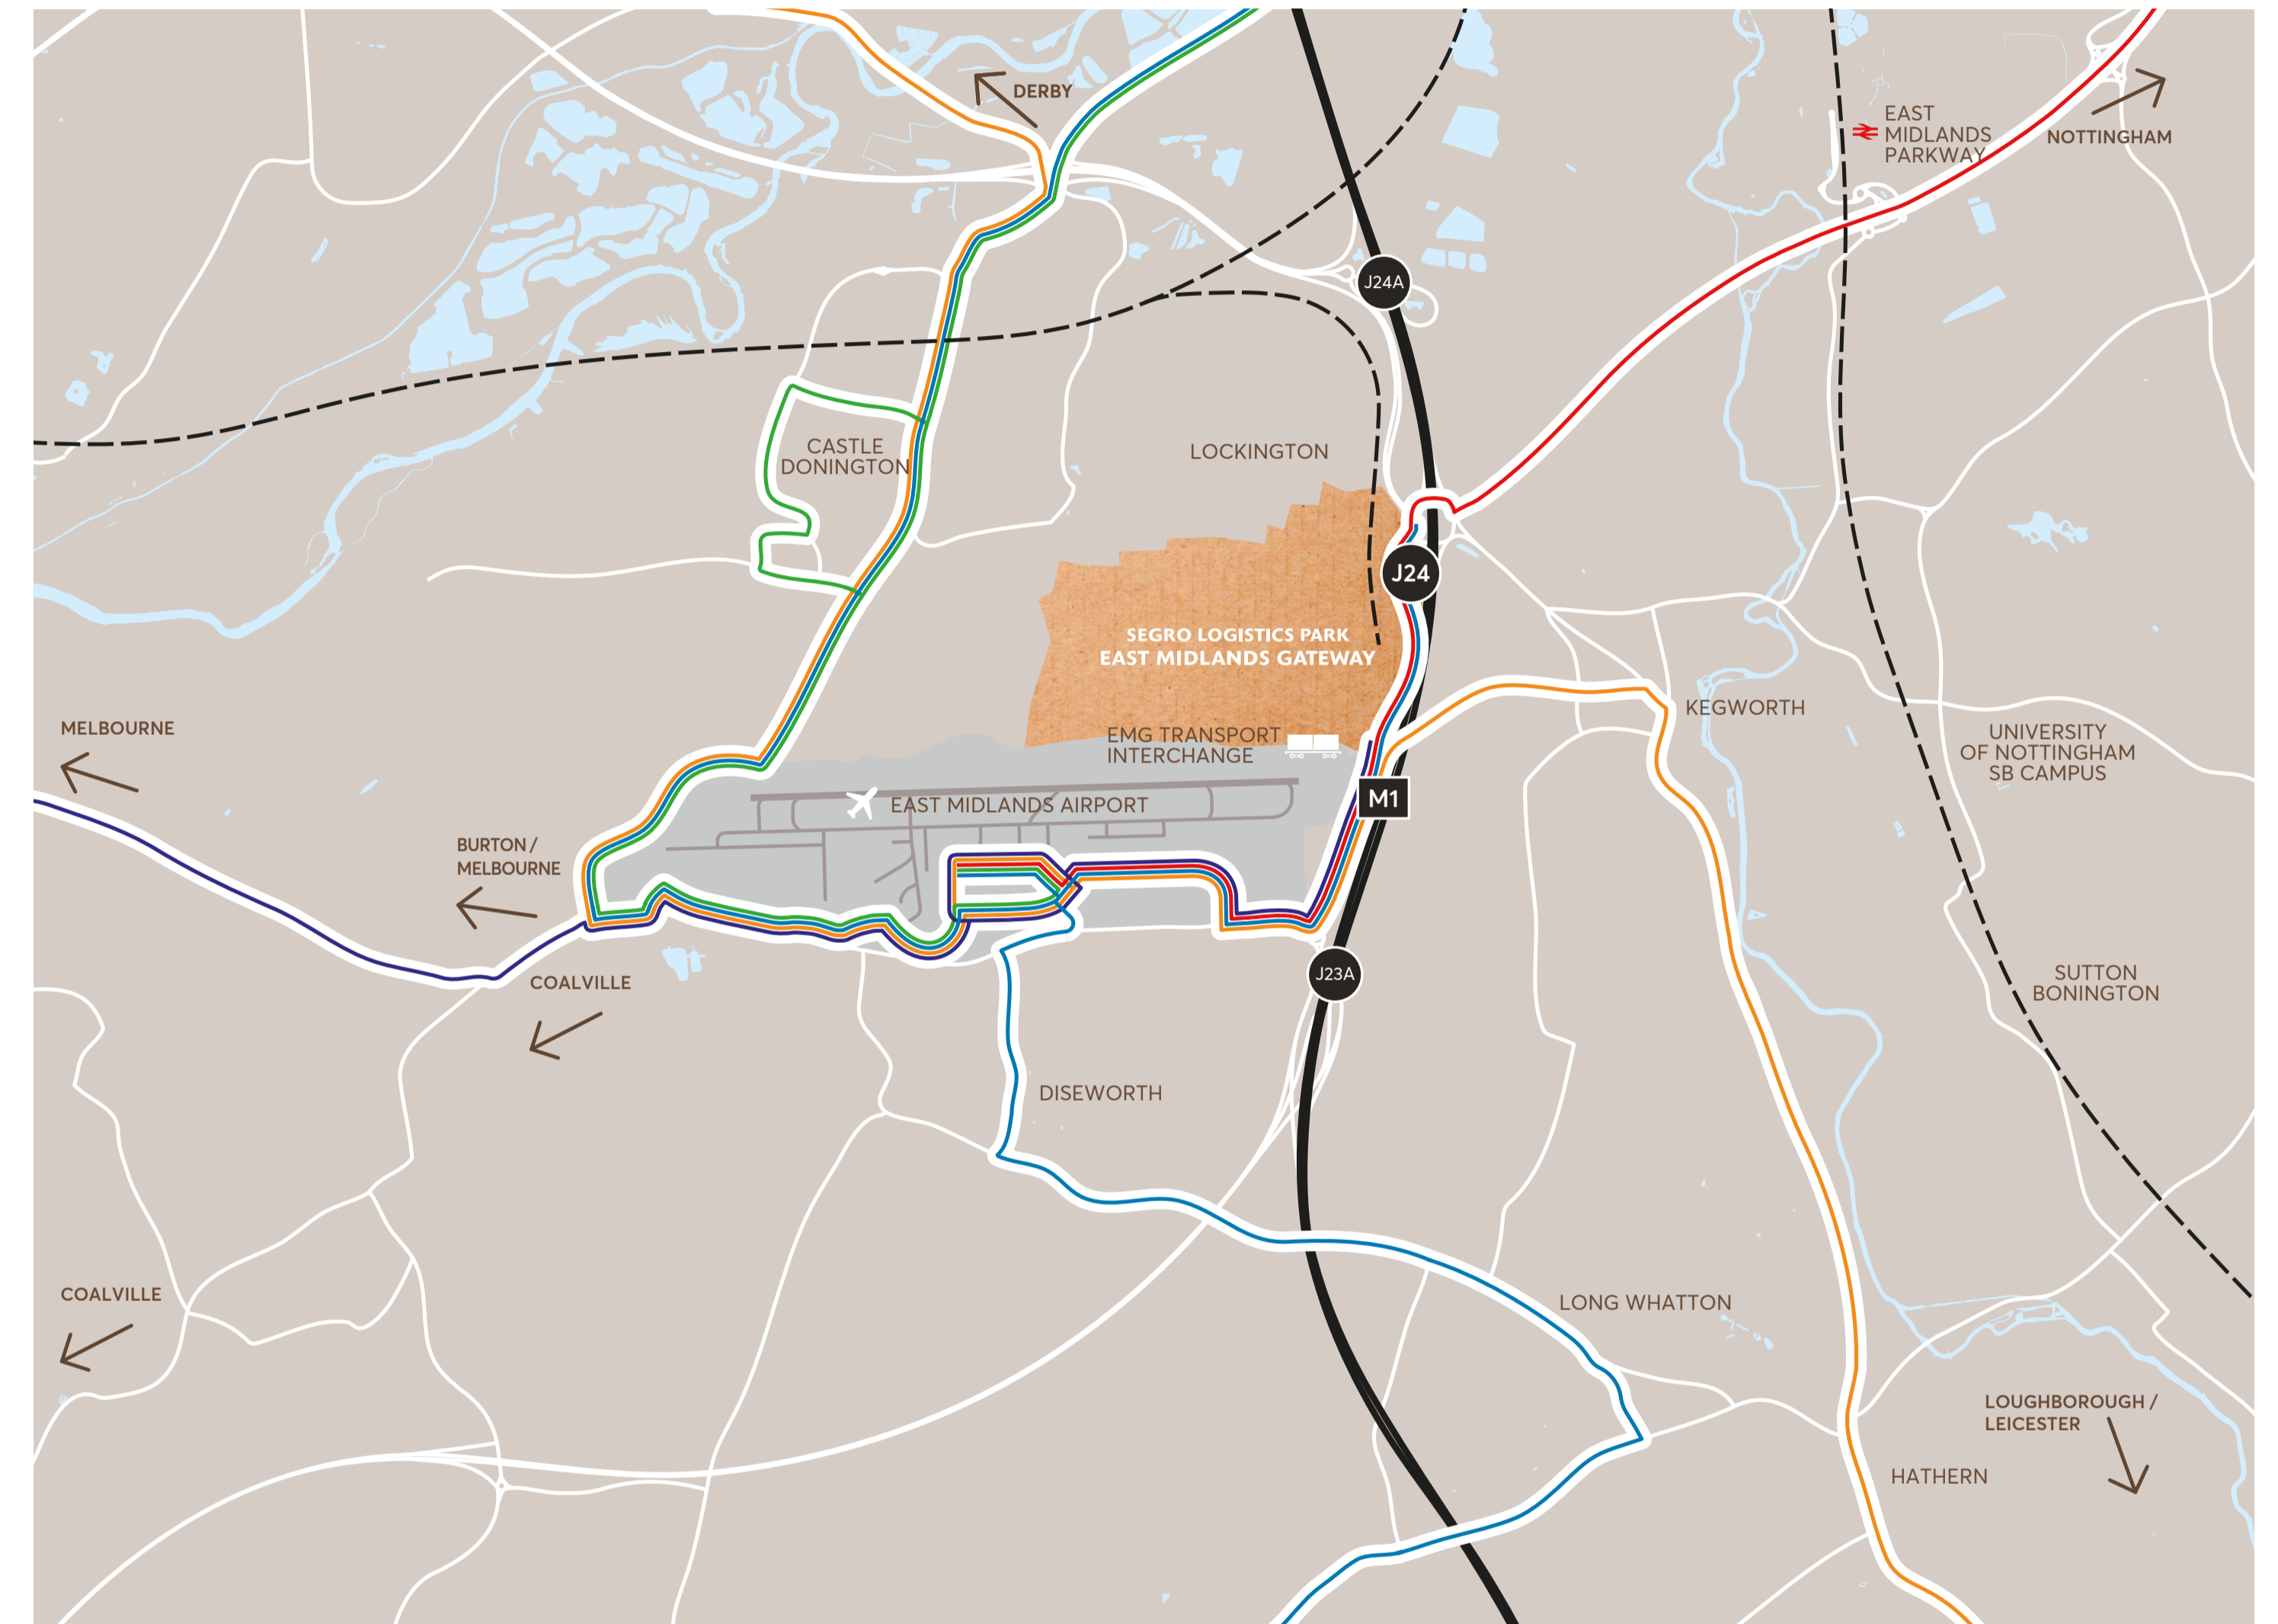 DERBY
EAST
MIDLANDS
PARKWAY
NOTTINGHAM
J24A
CASTLE
DONINGTON
LOCKINGTON
J24
SEGRO LOGISTICS PARK
EAST MIDLANDS GATEWAY
KEGWORTH
MELBOURNE
EMG TRANSPORT
INTERCHANGE
UNIVERSITY
OF NOTTINGHAM
SB CAMPUS
M1
EAST MIDLANDS AIRPORT
BURTON /
MELBOURNE
J23A
COALVILLE
SUTTON
BONINGTON
DISEWORTH
COALVILLE
LONG WHATTON
LOUGHBOROUGH /
LEICESTER
HATHERN